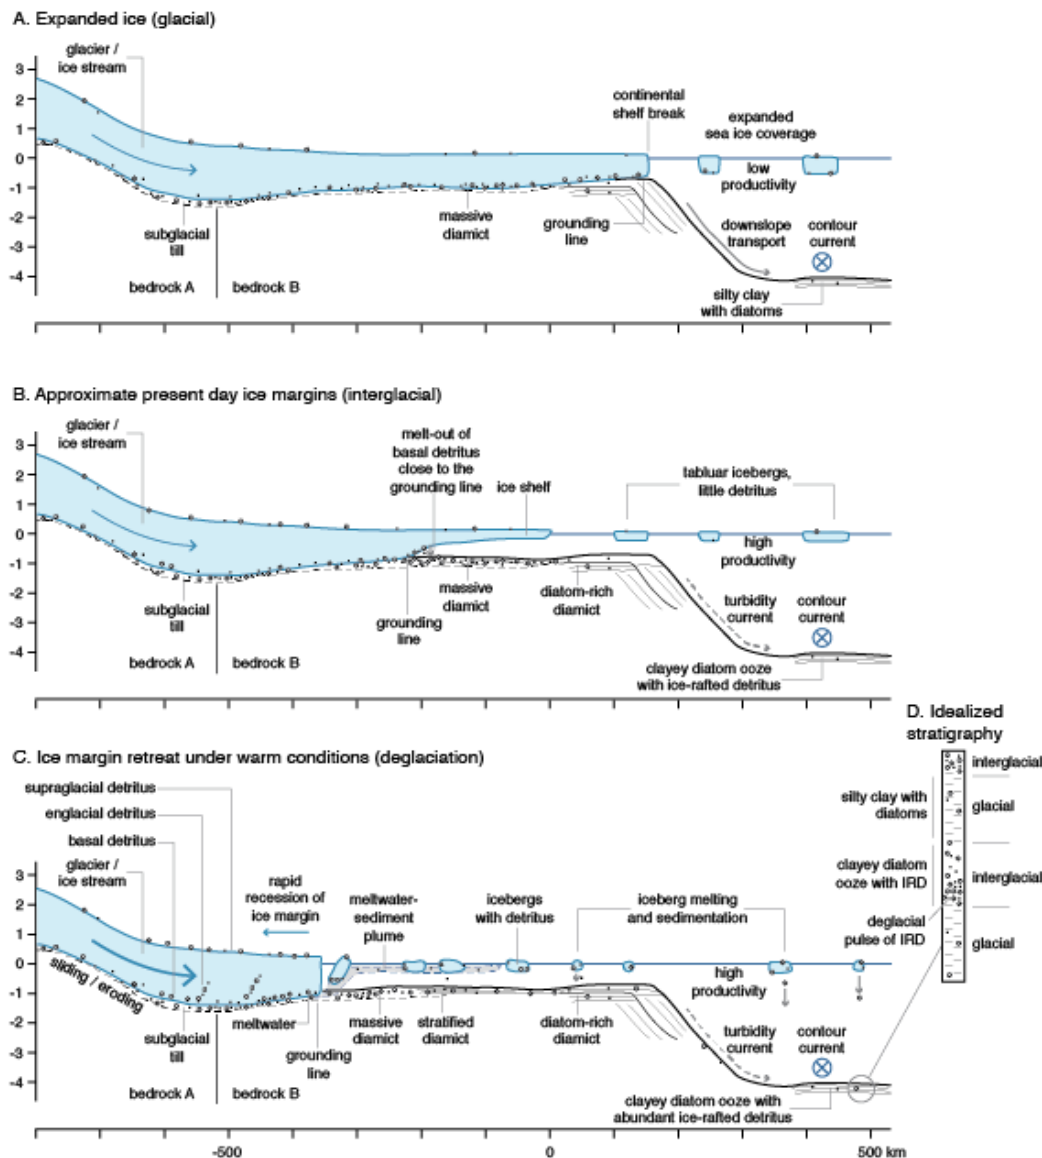 A. Expanded ice (glacial)
glacier /
ice stream
3
2
1
0
-1
-2
-3
-4
continental
shelf break
expanded
sea ice coverage
low
productivity
massive
diamict
grounding
line
downslope
transport
contour
current
subglacial
till
bedrock A
bedrock B
silty clay
with diatoms
B. Approximate present day ice margins (interglacial)
glacier /
ice stream
3
2
1
0
-1
-2
-3
-4
melt-out of
basal detritus
close to the
grounding line
ice shelf
tabluar icebergs,
little detritus
high
productivity
subglacial
till
massive
diamict
diatom-rich
diamict
grounding
line
turbidity
current
contour
current
bedrock A
bedrock B
clayey diatom ooze
with ice-rafted detritus
C. Ice margin retreat under warm conditions (deglaciation)
supraglacial detritus
englacial detritus
basal detritus
glacier /
ice stream
3
2
1
0
-1
-2
-3
-4
rapid
recession of
ice margin
meltwater-
sediment
plume
icebergs
with detritus
iceberg melting
and sedimentation
high
productivity
sliding / eroding
subglacial
till
meltwater
grounding
line
massive
diamict
stratified
diamict
diatom-rich
diamict
turbidity
current
contour
current
bedrock A
bedrock B
clayey diatom ooze with
abundant ice-rafted detritus
-500
0
500 km
D. Idealized
stratigraphy
interglacial
silty clay with
diatoms
glacial
clayey diatom
ooze with IRD
interglacial
deglacial
pulse of IRD
glacial